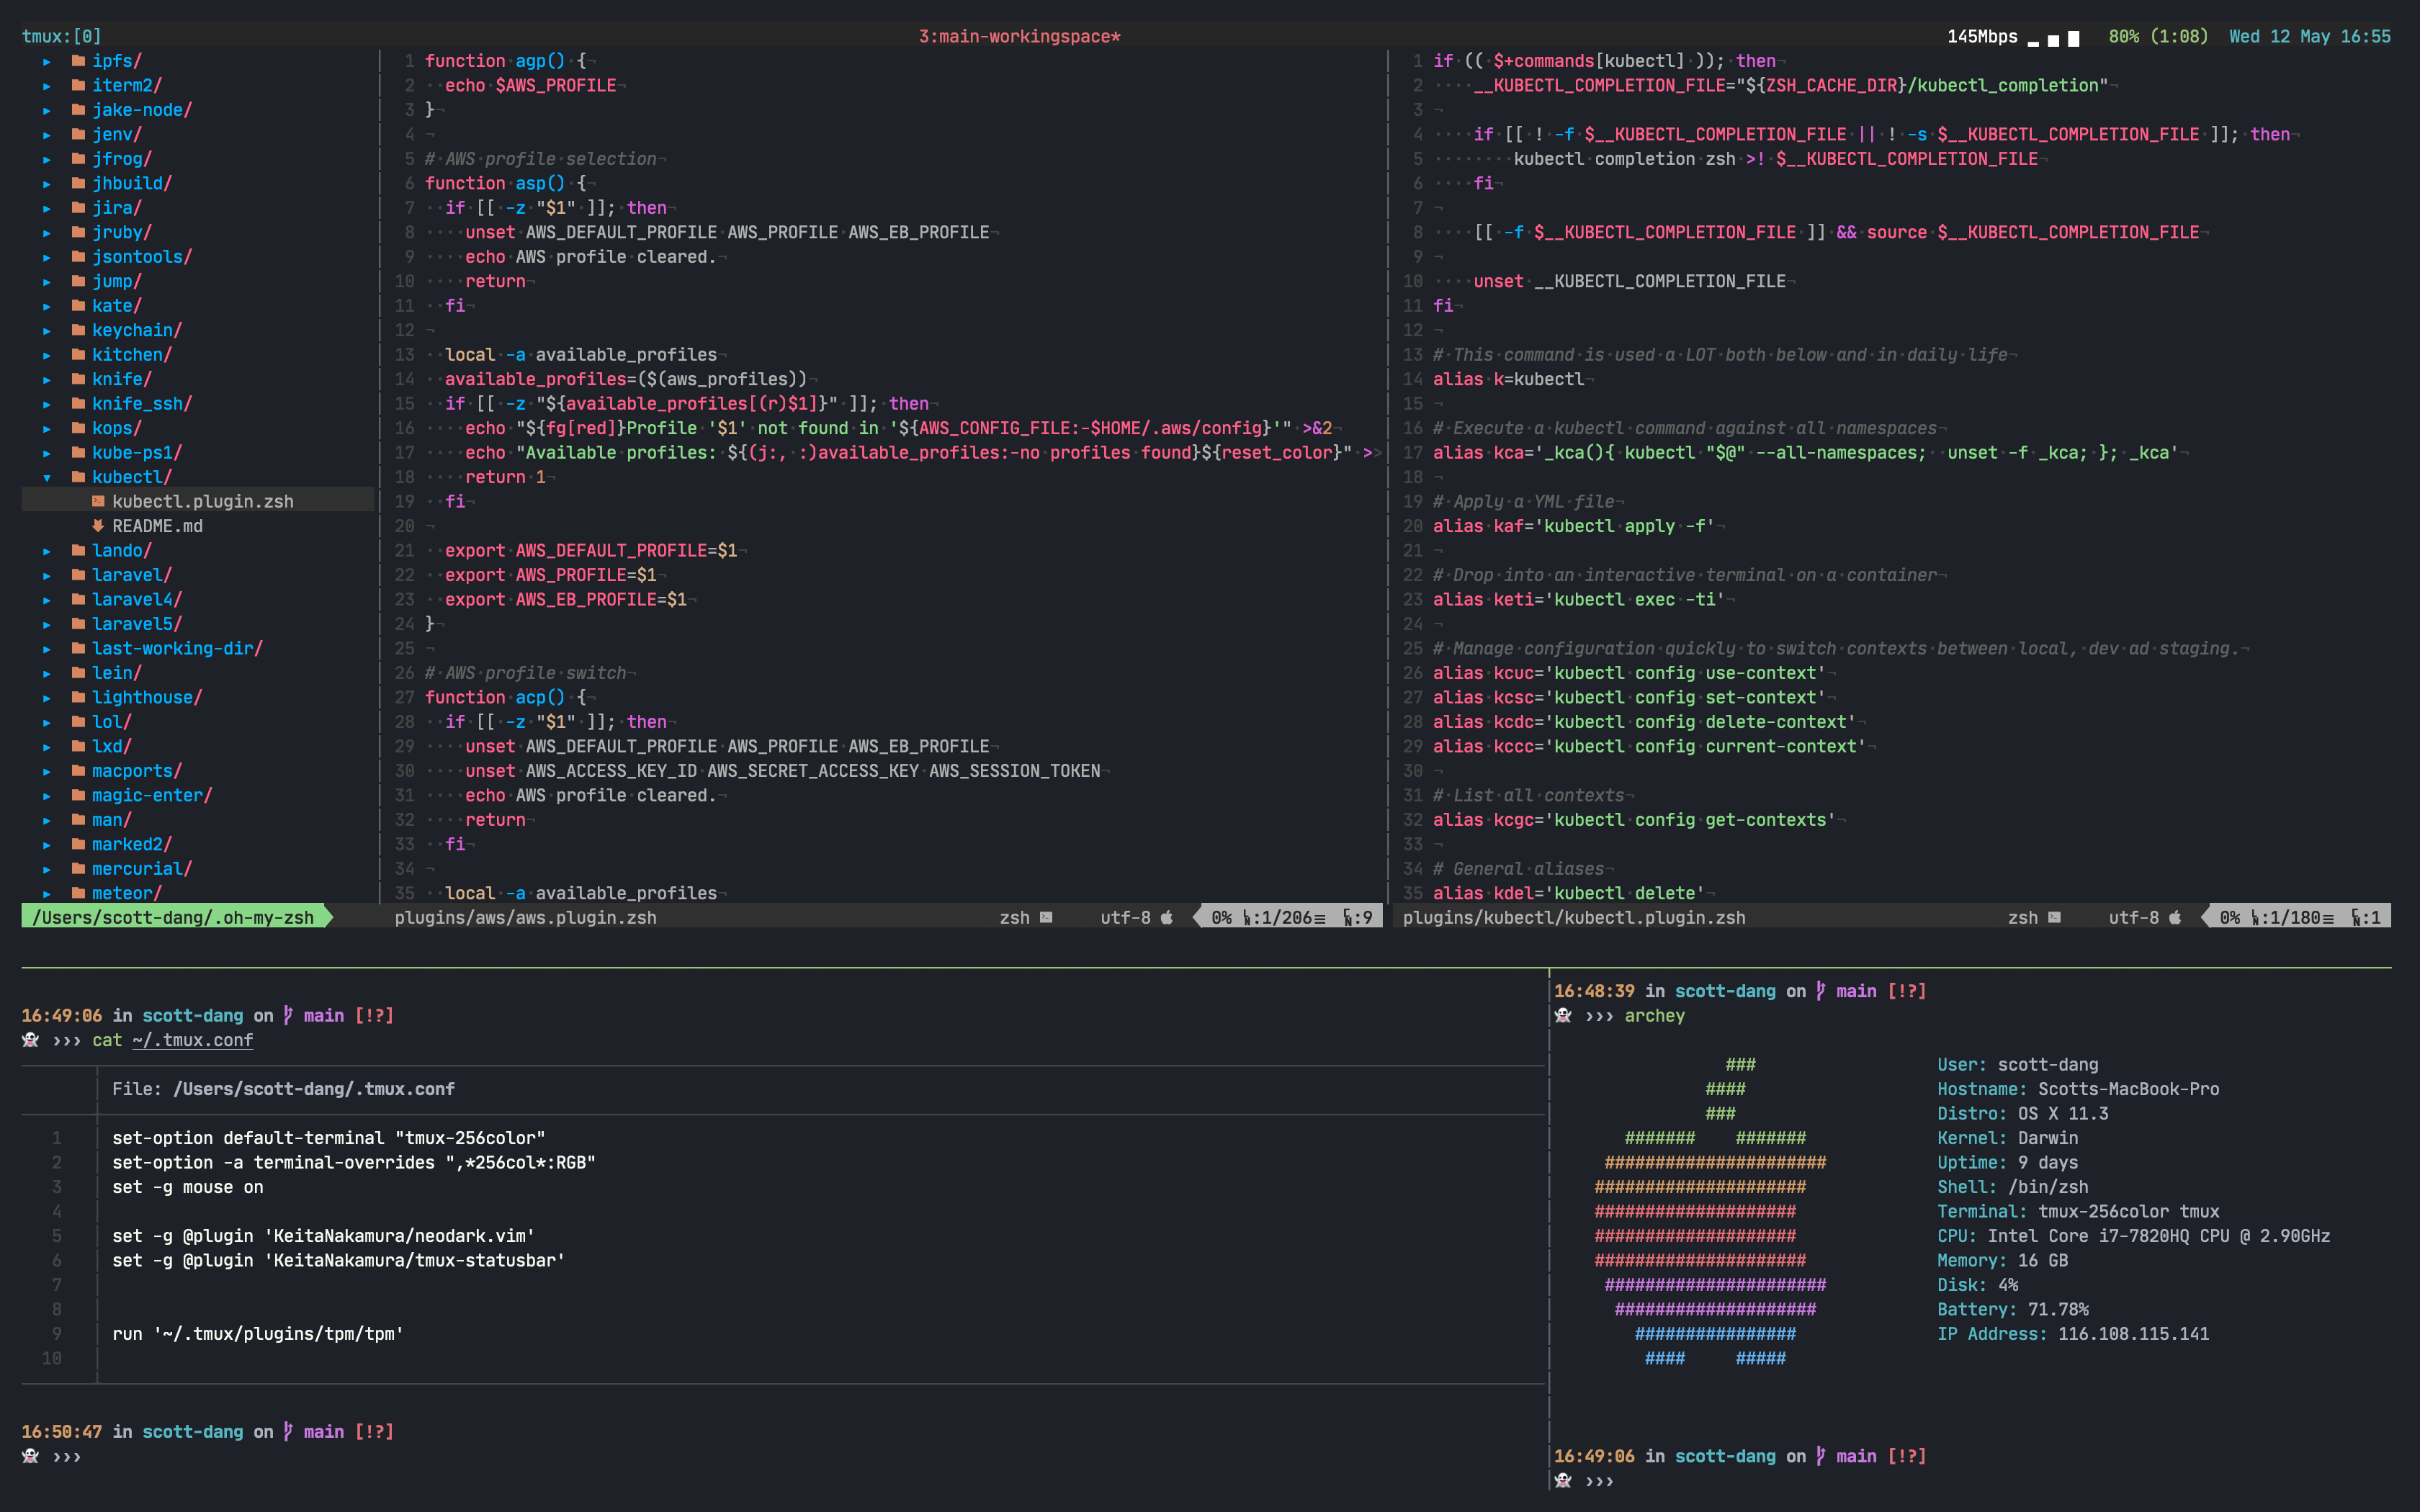 tmux:[0] 3:main-workingspace* 145Mbps 80% (1:08) Wed 12 May 16:55
ipfs/
iterm2/
jake-node/
jenv/
jfrog/
jhbuild/
jira/
jruby/
jsontools/
jump/
kate/
keychain/
kitchen/
knife/
knife_ssh/
kops/
kube-ps1/
kubectl/
kubectl.plugin.zsh
README.md
lando/
laravel/
laravel4/
laravel5/
last-working-dir/
lein/
lighthouse/
lol/
lxd/
macports/
magic-enter/
man/
marked2/
mercurial/
meteor/
/Users/scott-dang/.oh-my-zsh
1 function agp() {¬
2 ··echo $AWS_PROFILE¬
3 }¬
4 ¬
5 #·AWS·profile·selection¬
6 function·asp()·{¬
7 ··if·[[·-z·"$1"·]];·then¬
8 ····unset·AWS_DEFAULT_PROFILE·AWS_PROFILE·AWS_EB_PROFILE¬
9 ····echo·AWS·profile·cleared.¬
10 ····return¬
11 ··fi¬
12 ¬
13 ··local·-a·available_profiles¬
14 ··available_profiles=($(aws_profiles))¬
15 ··if·[[·-z·"${available_profiles[(r)$1]}"·]];·then¬
16 ····echo·"${fg[red]}Profile·'$1'·not·found·in·'${AWS_CONFIG_FILE:-$HOME/.aws/config}'"·>&2¬
17 ····echo·"Available·profiles:·${(j:,·:)available_profiles:-no·profiles·found}${reset_color}"·>>
18 ····return·1¬
19 ··fi¬
20 ¬
21 ··export·AWS_DEFAULT_PROFILE=$1¬
22 ··export·AWS_PROFILE=$1¬
23 ··export·AWS_EB_PROFILE=$1¬
24 }¬
25 ¬
26 #·AWS·profile·switch¬
27 function·acp()·{¬
28 ··if·[[·-z·"$1"·]];·then¬
29 ····unset·AWS_DEFAULT_PROFILE·AWS_PROFILE·AWS_EB_PROFILE¬
30 ····unset·AWS_ACCESS_KEY_ID·AWS_SECRET_ACCESS_KEY·AWS_SESSION_TOKEN¬
31 ····echo·AWS·profile·cleared.¬
32 ····return¬
33 ··fi¬
34 ¬
35 ··local·-a·available_profiles¬
plugins/aws/aws.plugin.zsh zsh utf-8 0% :1/206≡ :9
1 if·((·$+commands[kubectl]·));·then¬
2 ····__KUBECTL_COMPLETION_FILE="${ZSH_CACHE_DIR}/kubectl_completion"¬
3 ¬
4 ····if·[[·!·-f·$__KUBECTL_COMPLETION_FILE·||·!·-s·$__KUBECTL_COMPLETION_FILE·]];·then¬
5 ········kubectl·completion·zsh·>!·$__KUBECTL_COMPLETION_FILE¬
6 ····fi¬
7 ¬
8 ····[[·-f·$__KUBECTL_COMPLETION_FILE·]]·&&·source·$__KUBECTL_COMPLETION_FILE¬
9 ¬
10 ····unset·__KUBECTL_COMPLETION_FILE¬
11 fi¬
12 ¬
13 #·This·command·is·used·a·LOT·both·below·and·in·daily·life¬
14 alias·k=kubectl¬
15 ¬
16 #·Execute·a·kubectl·command·against·all·namespaces¬
17 alias·kca='_kca(){·kubectl·"$@"·--all-namespaces;··unset·-f·_kca;·};·_kca'¬
18 ¬
19 #·Apply·a·YML·file¬
20 alias·kaf='kubectl·apply·-f'¬
21 ¬
22 #·Drop·into·an·interactive·terminal·on·a·container¬
23 alias·keti='kubectl·exec·-ti'¬
24 ¬
25 #·Manage·configuration·quickly·to·switch·contexts·between·local,·dev·ad·staging.¬
26 alias·kcuc='kubectl·config·use-context'¬
27 alias·kcsc='kubectl·config·set-context'¬
28 alias·kcdc='kubectl·config·delete-context'¬
29 alias·kccc='kubectl·config·current-context'¬
30 ¬
31 #·List·all·contexts¬
32 alias·kcgc='kubectl·config·get-contexts'¬
33 ¬
34 # General·aliases¬
35 alias·kdel='kubectl·delete'¬
plugins/kubectl/kubectl.plugin.zsh zsh utf-8 0% :1/180≡ :1
16:49:06 in scott-dang on main [!?]
››› cat ~/.tmux.conf
File: /Users/scott-dang/.tmux.conf
1 set-option default-terminal "tmux-256color"
2 set-option -a terminal-overrides ",*256col*:RGB"
3 set -g mouse on
4
5 set -g @plugin 'KeitaNakamura/neodark.vim'
6 set -g @plugin 'KeitaNakamura/tmux-statusbar'
7
8
9 run '~/.tmux/plugins/tpm/tpm'
10
16:50:47 in scott-dang on main [!?]
›››
16:48:39 in scott-dang on main [!?]
››› archey
### User: scott-dang
#### Hostname: Scotts-MacBook-Pro
### Distro: OS X 11.3
####### ####### Kernel: Darwin
###################### Uptime: 9 days
##################### Shell: /bin/zsh
#################### Terminal: tmux-256color tmux
#################### CPU: Intel Core i7-7820HQ CPU @ 2.90GHz
##################### Memory: 16 GB
###################### Disk: 4%
#################### Battery: 71.78%
################ IP Address: 116.108.115.141
#### #####
16:49:06 in scott-dang on main [!?]
›››